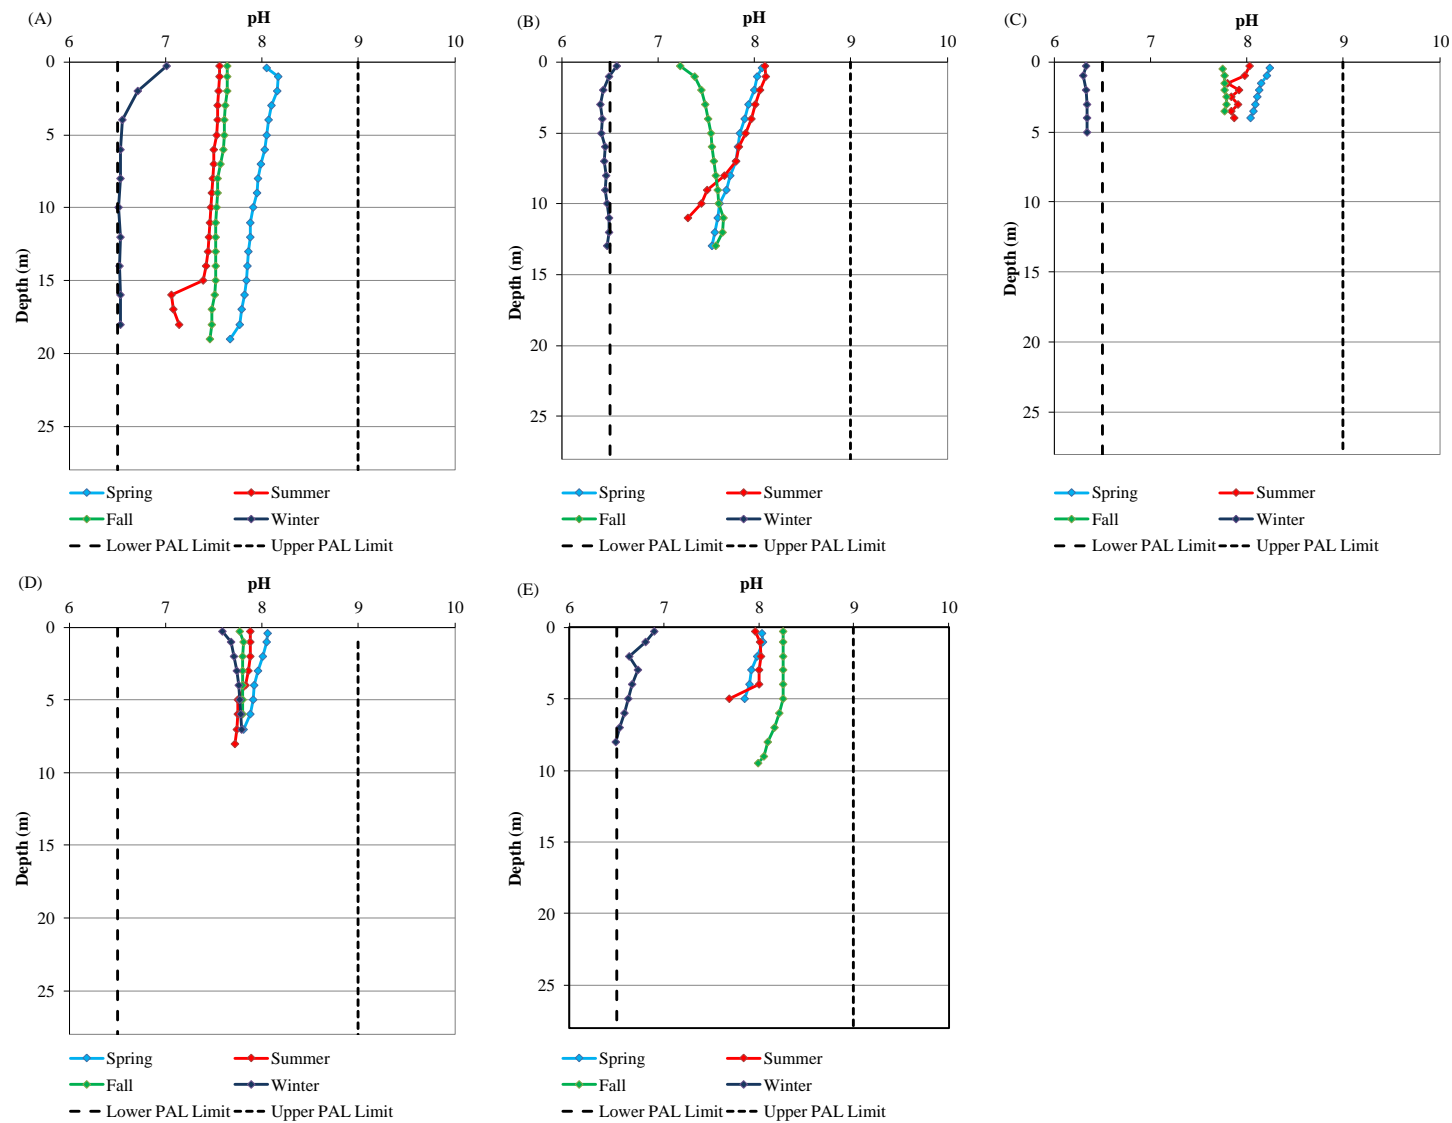 (A)
pH
6 7 8 9 10
0
5
10
15
20
25
Depth (m)
Spring Summer
Fall Winter
Lower PAL Limit Upper PAL Limit
(B)
pH
6 7 8 9 10
0
5
10
15
20
25
Depth (m)
Spring Summer
Fall Winter
Lower PAL Limit Upper PAL Limit
(C)
pH
6 7 8 9 10
0
5
10
15
20
25
Depth (m)
Spring Summer
Fall Winter
Lower PAL Limit Upper PAL Limit
(D)
pH
6 7 8 9 10
0
5
10
15
20
25
Depth (m)
Spring Summer
Fall Winter
Lower PAL Limit Upper PAL Limit
(E)
pH
6 7 8 9 10
0
5
10
15
20
25
Depth (m)
Spring Summer
Fall Winter
Lower PAL Limit Upper PAL Limit